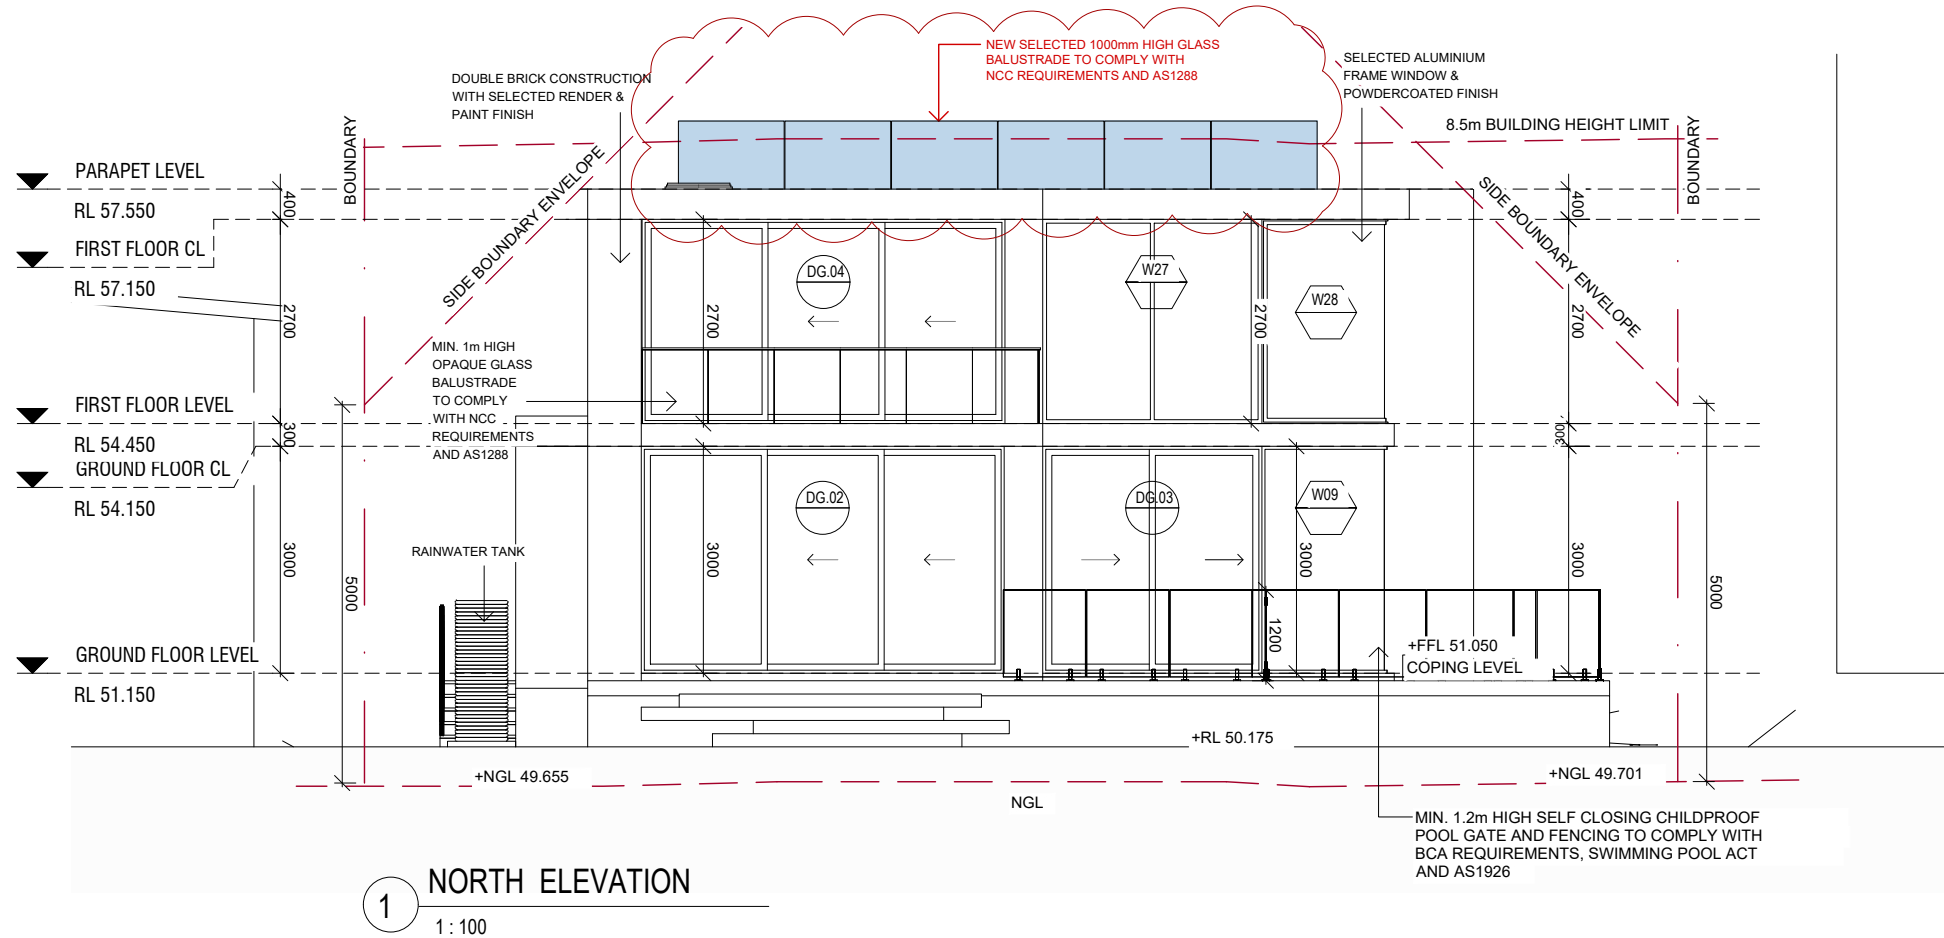 NEW SELECTED 1000mm HIGH GLASS
BALUSTRADE TO COMPLY WITH
NCC REQUIREMENTS AND AS1288
SELECTED ALUMINIUM
FRAME WINDOW &
POWDERCOATED FINISH
DOUBLE BRICK CONSTRUCTION
WITH SELECTED RENDER &
PAINT FINISH
8.5m BUILDING HEIGHT LIMIT
BOUNDARY
BOUNDARY
SIDE BOUNDARY ENVELOPE
SIDE BOUNDARY ENVELOPE
PARAPET LEVEL
RL 57.550
FIRST FLOOR CL
RL 57.150
FIRST FLOOR LEVEL
RL 54.450
GROUND FLOOR CL
RL 54.150
GROUND FLOOR LEVEL
RL 51.150
400
2700
300
3000
5000
MIN. 1m HIGH
OPAQUE GLASS
BALUSTRADE
TO COMPLY
WITH NCC
REQUIREMENTS
AND AS1288
RAINWATER TANK
DG.04
W27
W28
2700
2700
DG.02
DG.03
W09
3000
3000
1200
400
2700
300
3000
5000
+FFL 51.050
COPING LEVEL
+RL 50.175
+NGL 49.655
+NGL 49.701
NGL
MIN. 1.2m HIGH SELF CLOSING CHILDPROOF
POOL GATE AND FENCING TO COMPLY WITH
BCA REQUIREMENTS, SWIMMING POOL ACT
AND AS1926
1
NORTH ELEVATION
1 : 100